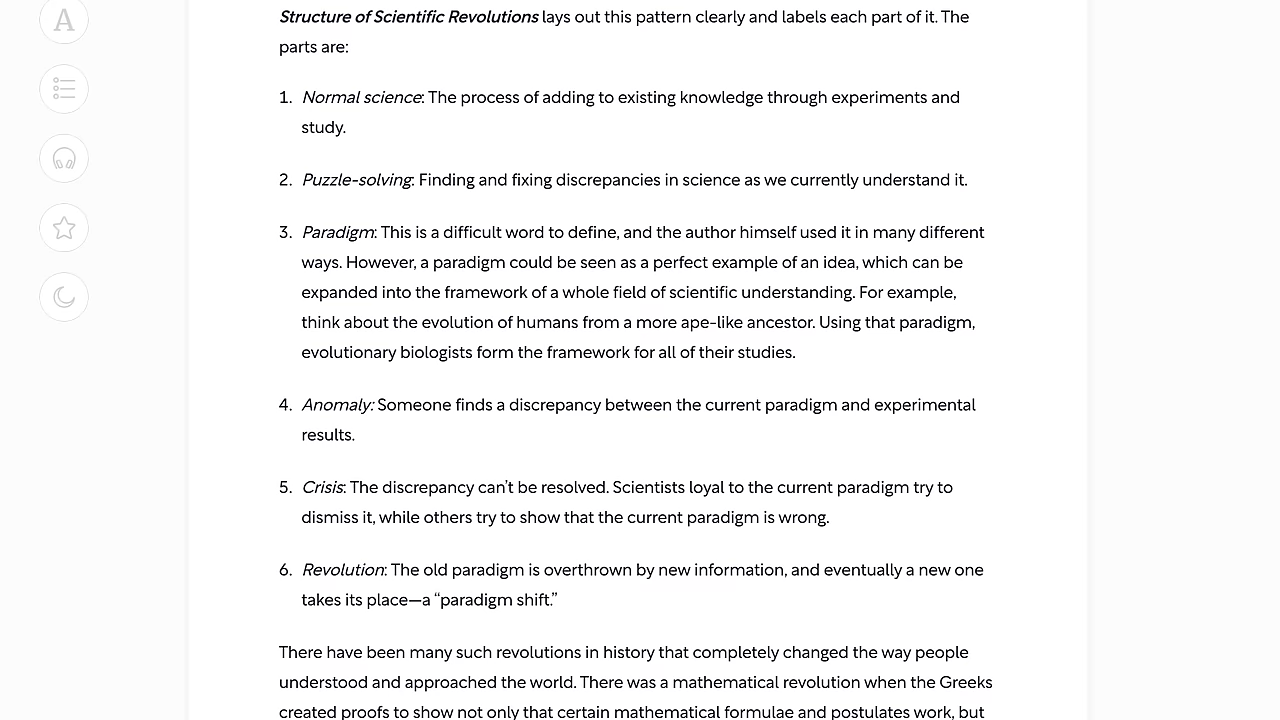 A
Structure of Scientific Revolutions lays out this pattern clearly and labels each part of it. The
parts are:
1. Normal science: The process of adding to existing knowledge through experiments and
study.
2. Puzzle-solving: Finding and fixing discrepancies in science as we currently understand it.
3. Paradigm: This is a difficult word to define, and the author himself used it in many different
ways. However, a paradigm could be seen as a perfect example of an idea, which can be
expanded into the framework of a whole field of scientific understanding. For example,
think about the evolution of humans from a more ape-like ancestor. Using that paradigm,
evolutionary biologists form the framework for all of their studies.
4. Anomaly: Someone finds a discrepancy between the current paradigm and experimental
results.
5. Crisis: The discrepancy can’t be resolved. Scientists loyal to the current paradigm try to
dismiss it, while others try to show that the current paradigm is wrong.
6. Revolution: The old paradigm is overthrown by new information, and eventually a new one
takes its place—a “paradigm shift.”
There have been many such revolutions in history that completely changed the way people
understood and approached the world. There was a mathematical revolution when the Greeks
created proofs to show not only that certain mathematical formulae and postulates work, but